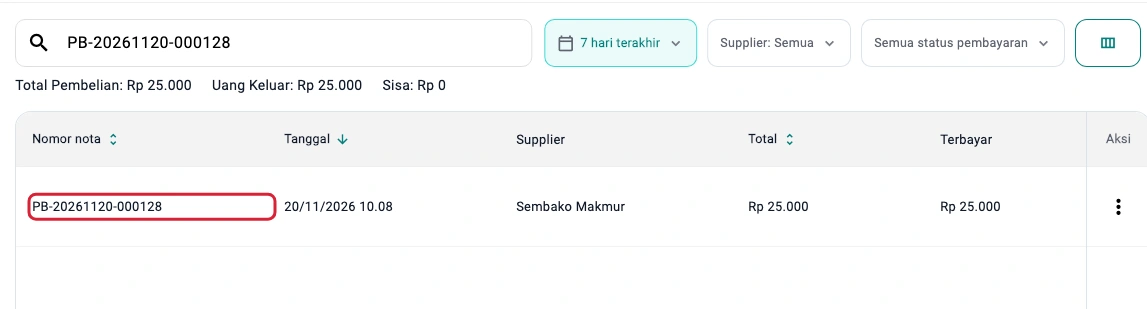 PB-20261120-000128
7 hari terakhir
Supplier: Semua
Semua status pembayaran
Total Pembelian: Rp 25.000 Uang Keluar: Rp 25.000 Sisa: Rp 0
Nomor nota Tanggal Supplier Total Terbayar Aksi
PB-20261120-000128 20/11/2026 10.08 Sembako Makmur Rp 25.000 Rp 25.000